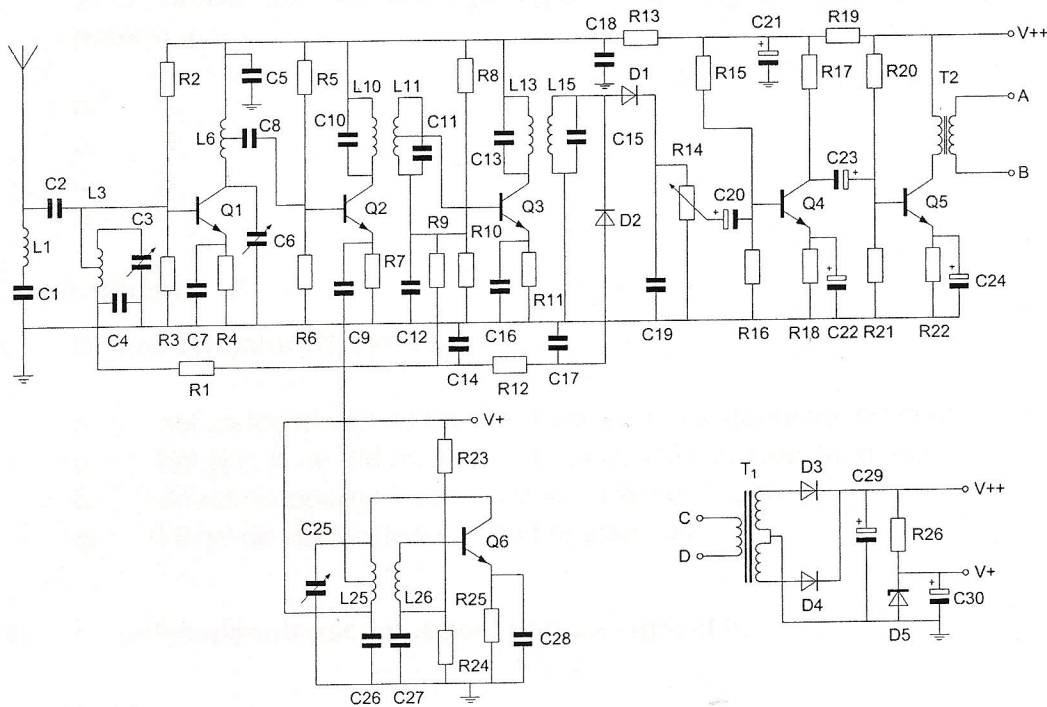 C18 R13 C21 R19
V++
R2 C5 R5 L10 L11 R8 L13 L15 D1 R15 R17 R20 T2
C8 C10 C11 A
L6 C13 C15 R14 C23
C2 L3 C20 B
Q1 Q2 Q3 Q4 Q5
C3 C6 R9 R10 D2
L1 R7
C1 R11 C24
C4 R3 C7 R4 R6 C9 C12 C16 C19 R16 R18 C22 R21 R22
R1 C14 R12 C17
V+
R23
T1 D3 C29
V++
C25 Q6 C
D R26
V+
L25 L26 R25 D4 C30
C28 D5
R24
C26 C27